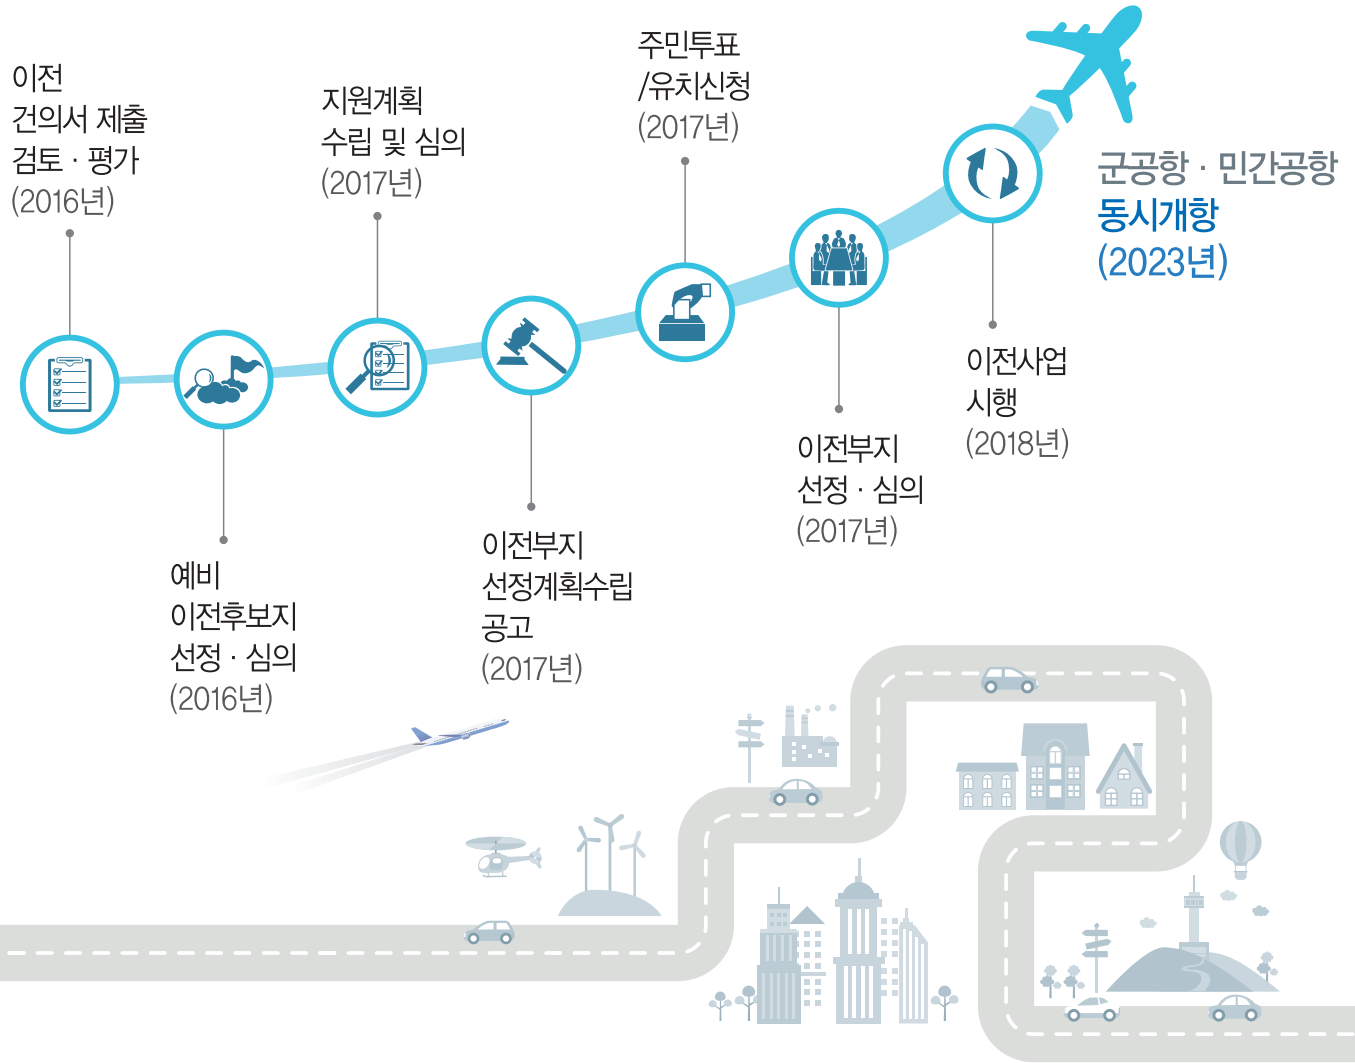 이전
건의서 제출
검토 · 평가
(2016년)
예비
이전후보지
선정 · 심의
(2016년)
지원계획
수립 및 심의
(2017년)
이전부지
선정계획수립
공고
(2017년)
주민투표
/유치신청
(2017년)
이전부지
선정 · 심의
(2017년)
이전사업
시행
(2018년)
군공항 · 민간공항
동시개항
(2023년)